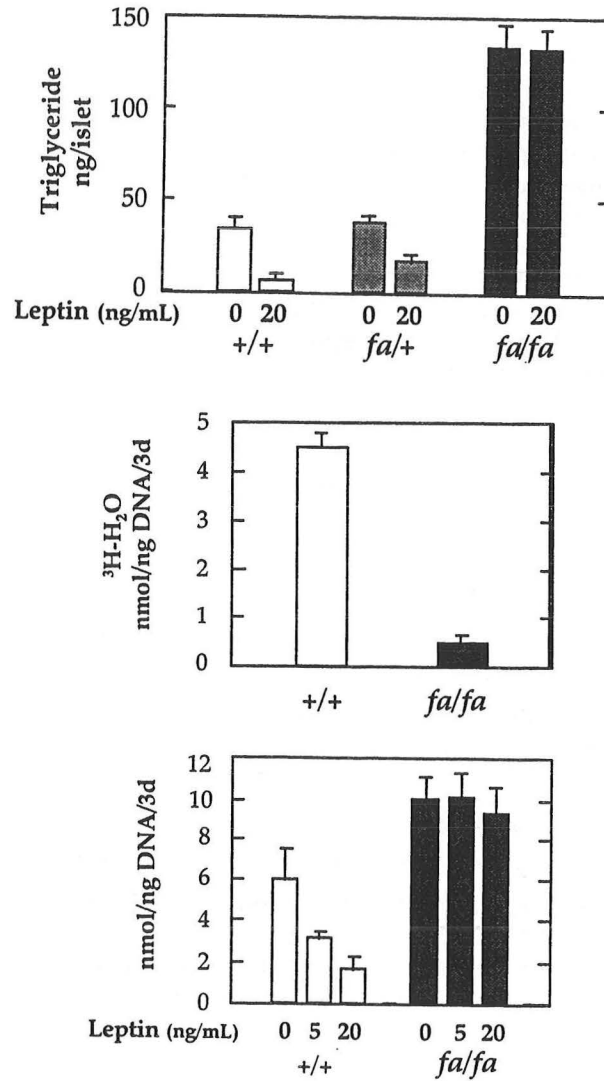 150
100
50
0
Triglyceride
ng/islet
Leptin (ng/mL) 0 20 0 20 0 20
+/+ fa/+ fa/fa
5
4
3
2
1
0
³H-H₂O
nmol/ng DNA/3d
+/+ fa/fa
12
10
8
6
4
2
0
nmol/ng DNA/3d
Leptin (ng/mL) 0 5 20 0 5 20
+/+ fa/fa